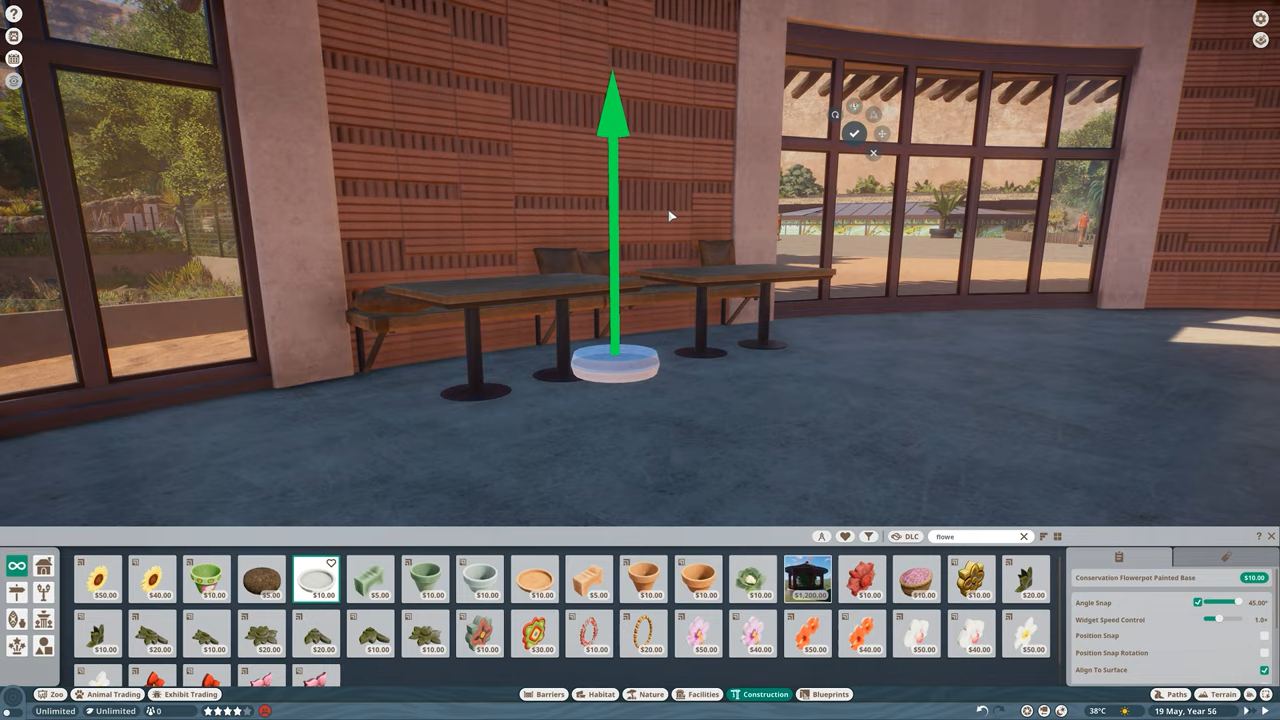 DLC
flowe
?
$50.00 $40.00 $10.00 $5.00 $10.00 $5.00 $10.00 $10.00 $10.00 $5.00 $10.00 $10.00 $10.00 $1,200.00 $10.00 $10.00 $10.00 $20.00
$10.00 $20.00 $10.00 $20.00 $20.00 $10.00 $10.00 $10.00 $30.00 $10.00 $20.00 $50.00 $40.00 $50.00 $40.00 $50.00 $40.00 $50.00
Conservation Flowerpot Painted Base $10.00
Angle Snap 45.00°
Widget Speed Control 1.0×
Position Snap
Position Snap Rotation
Align To Surface
Zoo Animal Trading Exhibit Trading Barriers Habitat Nature Facilities Construction Blueprints Paths Terrain
Unlimited Unlimited 0 38°C 19 May, Year 56